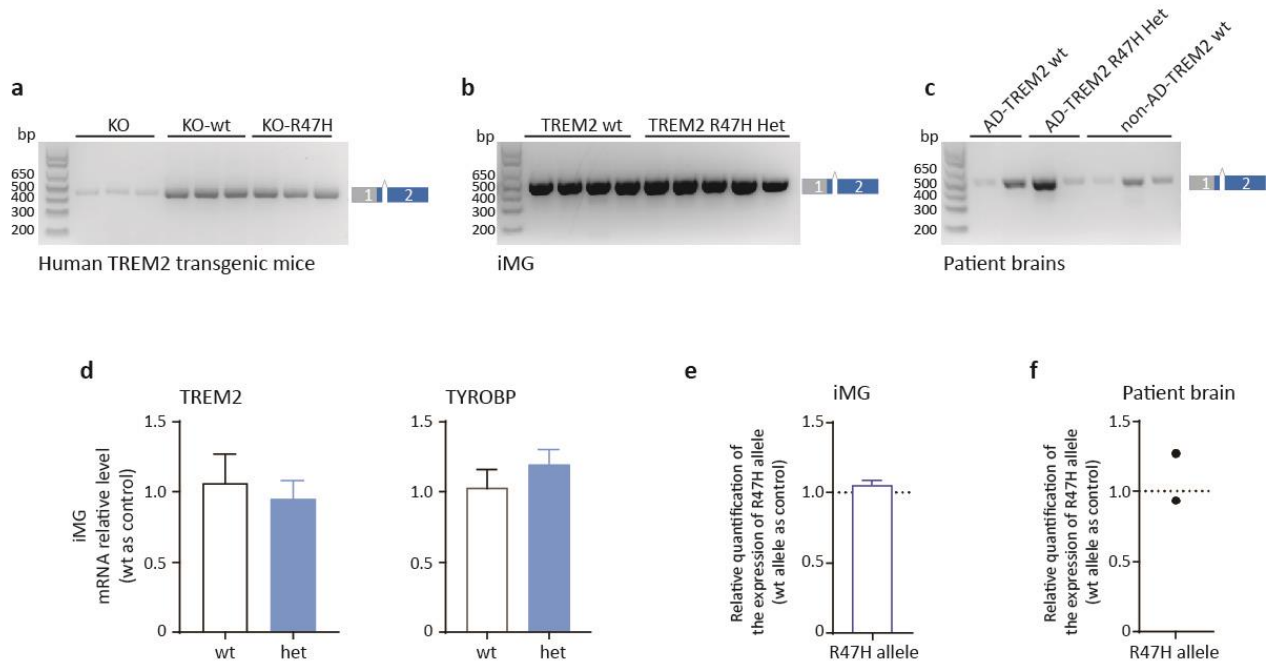 a
KO
KO-wt
KO-R47H
bp
650
500
400
300
200
1 2
Human TREM2 transgenic mice
b
TREM2 wt
TREM2 R47H Het
bp
650
500
400
300
200
1 2
iMG
c
AD-TREM2 wt
AD-TREM2 R47H Het
non-AD-TREM2 wt
bp
650
500
400
300
200
1 2
Patient brains
d
TREM2
iMG
mRNA relative level
(wt as control)
1.5
1.0
0.5
0
wt
het
TYROBP
1.5
1.0
0.5
0
wt
het
e
iMG
Relative quantification of
the expression of R47H allele
(wt allele as control)
1.5
1.0
0.5
0
R47H allele
f
Patient brain
Relative quantification of
the expression of R47H allele
(wt allele as control)
1.5
1.0
0.5
0
R47H allele